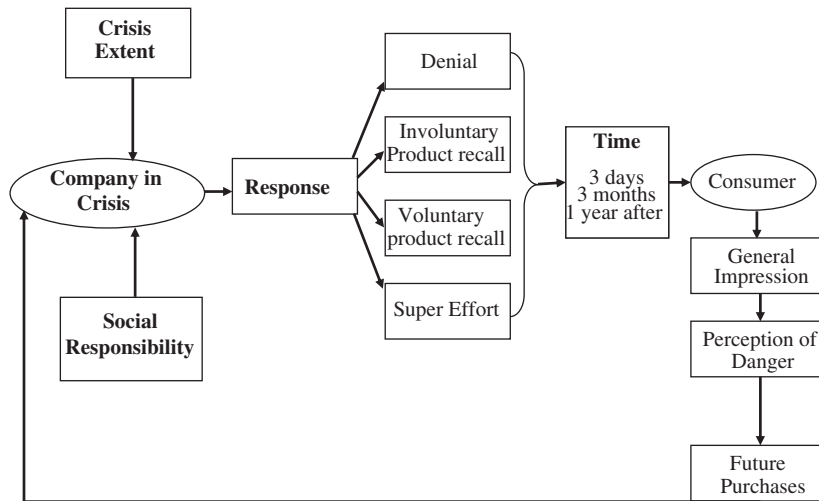 Crisis
Extent
Company in
Crisis
Social
Responsibility
Response
Denial
Involuntary
Product recall
Voluntary
product recall
Super Effort
Time
3 days
3 months
1 year after
Consumer
General
Impression
Perception of
Danger
Future
Purchases